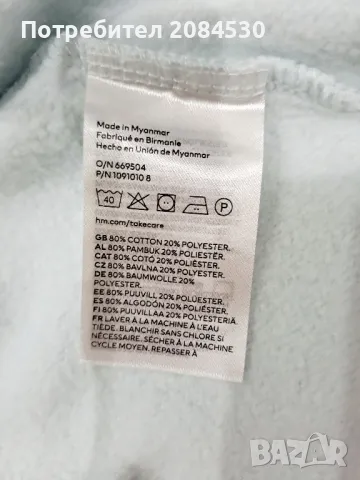 Потребител 2084530
Made in Myanmar
Fabriqué en Birmanie
Hecho en Unión de Myanmar
O/N 669504
P/N 1091010 8
40
P
hm.com/takecare
GB 80% COTTON 20% POLYESTER.
AL 80% PAMBUK 20% POLIESTËR.
CAT 80% COTÓ 20% POLIÈSTER.
CZ 80% BAVLNA 20% POLYESTER.
DE 80% BAUMWOLLE 20%
POLYESTER.
EE 80% PUUVILL 20% POLÜESTER.
ES 80% ALGODÓN 20% POLIÉSTER.
FI 80% PUUVILLAA 20% POLYESTERIÄ.
FR LAVER À LA MACHINE À L'EAU
TIÈDE. BLANCHIR SANS CHLORE SI
NÉCESSAIRE. SÉCHER À LA MACHINE
CYCLE MOYEN. REPASSER À
BAZAR